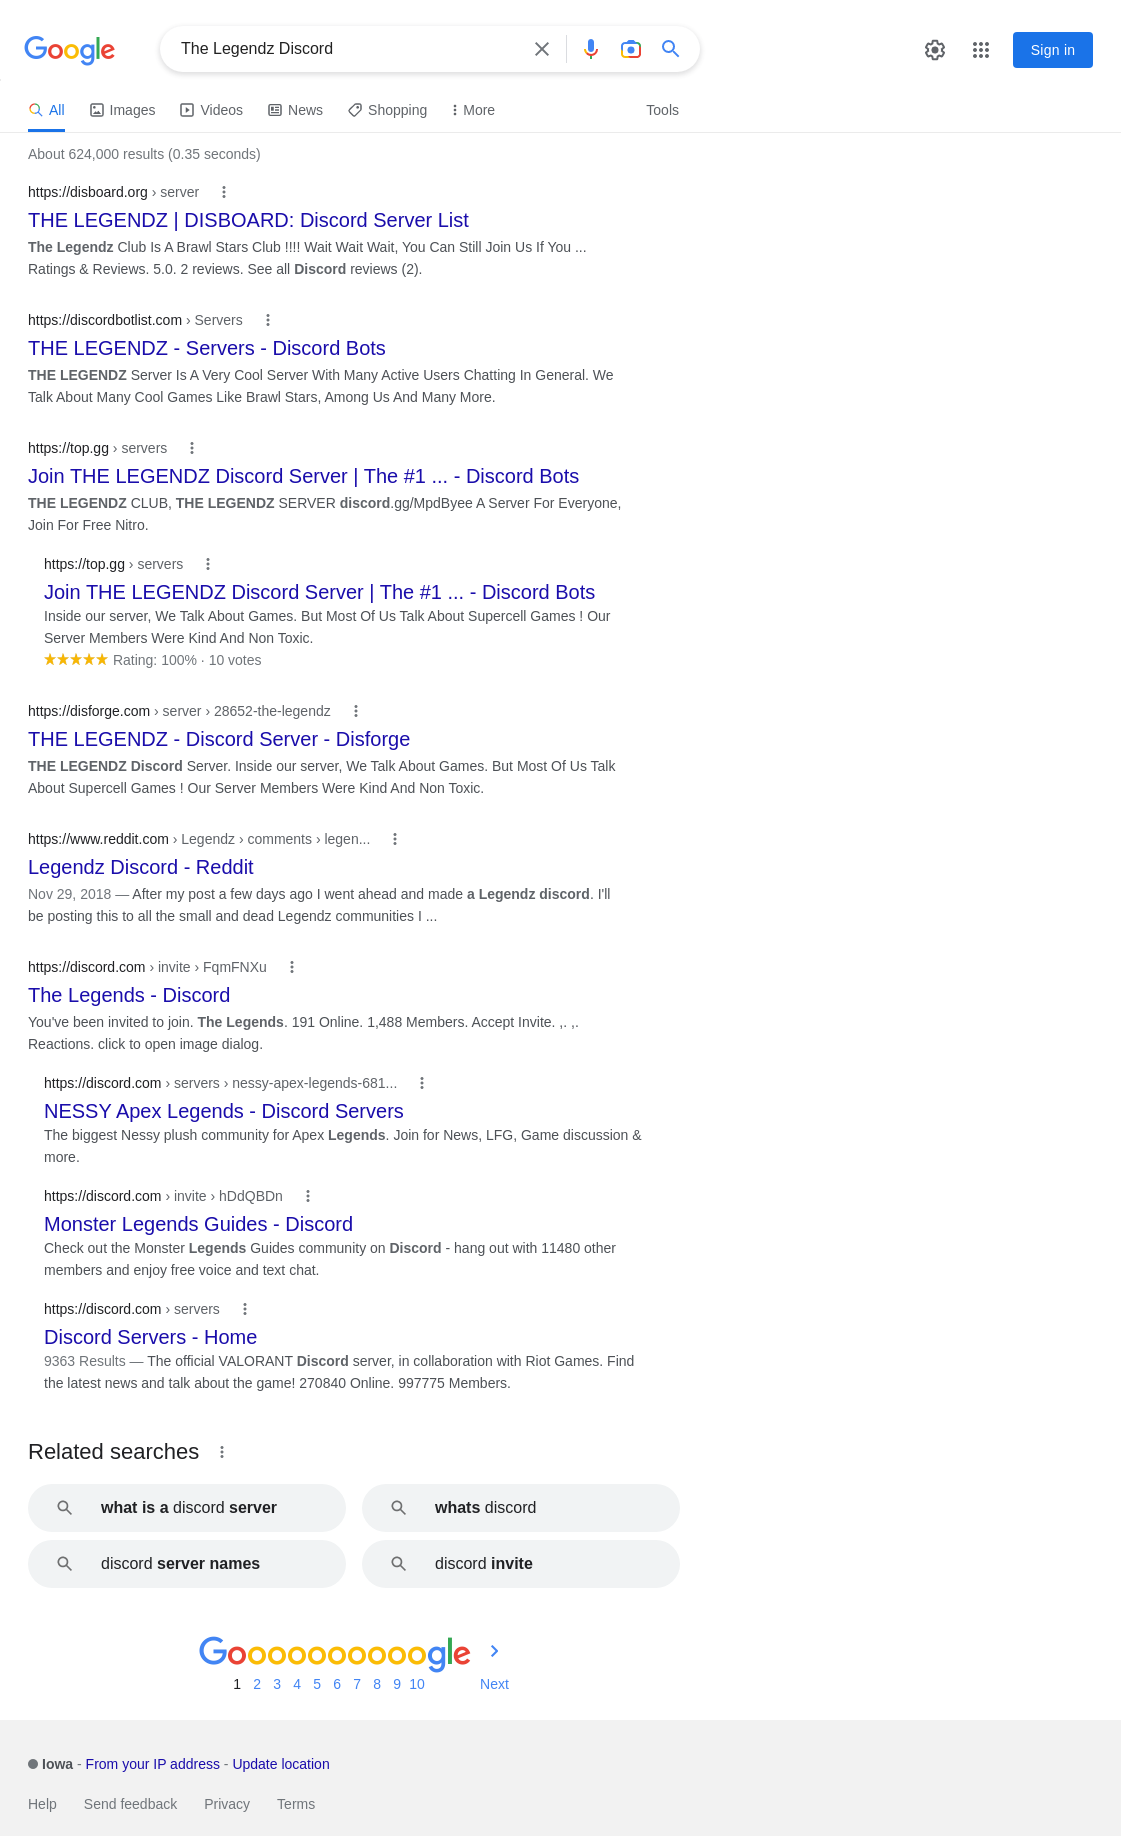 Google
The Legendz Discord
Sign in
All Images Videos News Shopping More Tools
About 624,000 results (0.35 seconds)
https://disboard.org › server
THE LEGENDZ | DISBOARD: Discord Server List
The Legendz Club Is A Brawl Stars Club !!!! Wait Wait Wait, You Can Still Join Us If You ...
Ratings & Reviews. 5.0. 2 reviews. See all Discord reviews (2).
https://discordbotlist.com › Servers
THE LEGENDZ - Servers - Discord Bots
THE LEGENDZ Server Is A Very Cool Server With Many Active Users Chatting In General. We
Talk About Many Cool Games Like Brawl Stars, Among Us And Many More.
https://top.gg › servers
Join THE LEGENDZ Discord Server | The #1 ... - Discord Bots
THE LEGENDZ CLUB, THE LEGENDZ SERVER discord.gg/MpdByee A Server For Everyone,
Join For Free Nitro.
https://top.gg › servers
Join THE LEGENDZ Discord Server | The #1 ... - Discord Bots
Inside our server, We Talk About Games. But Most Of Us Talk About Supercell Games ! Our
Server Members Were Kind And Non Toxic.
Rating: 100% · 10 votes
https://disforge.com › server › 28652-the-legendz
THE LEGENDZ - Discord Server - Disforge
THE LEGENDZ Discord Server. Inside our server, We Talk About Games. But Most Of Us Talk
About Supercell Games ! Our Server Members Were Kind And Non Toxic.
https://www.reddit.com › Legendz › comments › legen...
Legendz Discord - Reddit
Nov 29, 2018 — After my post a few days ago I went ahead and made a Legendz discord. I'll
be posting this to all the small and dead Legendz communities I ...
https://discord.com › invite › FqmFNXu
The Legends - Discord
You've been invited to join. The Legends. 191 Online. 1,488 Members. Accept Invite. ,. ,.
Reactions. click to open image dialog.
https://discord.com › servers › nessy-apex-legends-681...
NESSY Apex Legends - Discord Servers
The biggest Nessy plush community for Apex Legends. Join for News, LFG, Game discussion &
more.
https://discord.com › invite › hDdQBDn
Monster Legends Guides - Discord
Check out the Monster Legends Guides community on Discord - hang out with 11480 other
members and enjoy free voice and text chat.
https://discord.com › servers
Discord Servers - Home
9363 Results — The official VALORANT Discord server, in collaboration with Riot Games. Find
the latest news and talk about the game! 270840 Online. 997775 Members.
Related searches
what is a discord server
whats discord
discord server names
discord invite
Goooooooooogle
1 2 3 4 5 6 7 8 9 10 Next
Iowa - From your IP address - Update location
Help Send feedback Privacy Terms